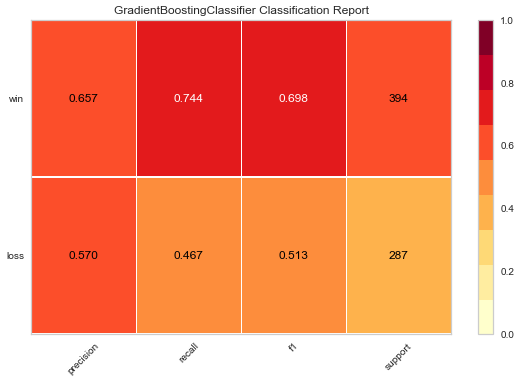 GradientBoostingClassifier Classification Report
win
0.657
0.744
0.698
394
loss
0.570
0.467
0.513
287
precision
recall
f1
support
1.0
0.8
0.6
0.4
0.2
0.0